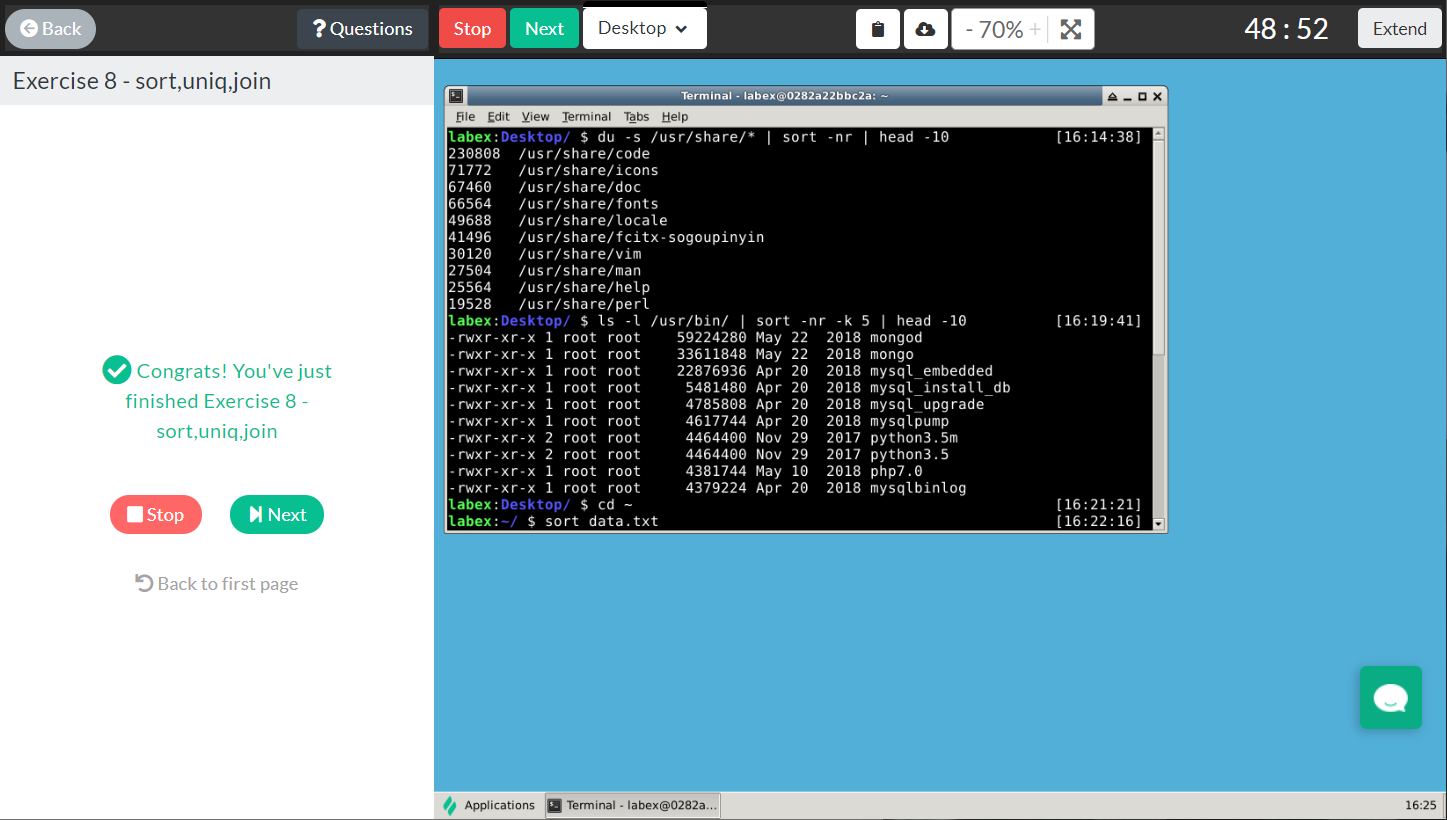 Back
? Questions
Stop
Next
Desktop
- 70% +
48 : 52
Extend
Exercise 8 - sort,uniq,join
Congrats! You've just
finished Exercise 8 -
sort,uniq,join
Stop
Next
Back to first page
Terminal - labex@0282a22bbc2a: ~
File Edit View Terminal Tabs Help
labex:Desktop/ $ du -s /usr/share/* | sort -nr | head -10 [16:14:38]
230808 /usr/share/code
71772 /usr/share/icons
67460 /usr/share/doc
66564 /usr/share/fonts
49688 /usr/share/locale
41496 /usr/share/fcitx-sogoupinyin
30120 /usr/share/vim
27504 /usr/share/man
25564 /usr/share/help
19528 /usr/share/perl
labex:Desktop/ $ ls -l /usr/bin/ | sort -nr -k 5 | head -10 [16:19:41]
-rwxr-xr-x 1 root root 59224280 May 22 2018 mongod
-rwxr-xr-x 1 root root 33611848 May 22 2018 mongo
-rwxr-xr-x 1 root root 22876936 Apr 20 2018 mysql_embedded
-rwxr-xr-x 1 root root 5481480 Apr 20 2018 mysql_install_db
-rwxr-xr-x 1 root root 4785808 Apr 20 2018 mysql_upgrade
-rwxr-xr-x 1 root root 4617744 Apr 20 2018 mysqlpump
-rwxr-xr-x 2 root root 4464400 Nov 29 2017 python3.5m
-rwxr-xr-x 2 root root 4464400 Nov 29 2017 python3.5
-rwxr-xr-x 1 root root 4381744 May 10 2018 php7.0
-rwxr-xr-x 1 root root 4379224 Apr 20 2018 mysqlbinlog
labex:Desktop/ $ cd ~ [16:21:21]
labex:~/ $ sort data.txt [16:22:16]
Applications
Terminal - labex@0282a...
16:25